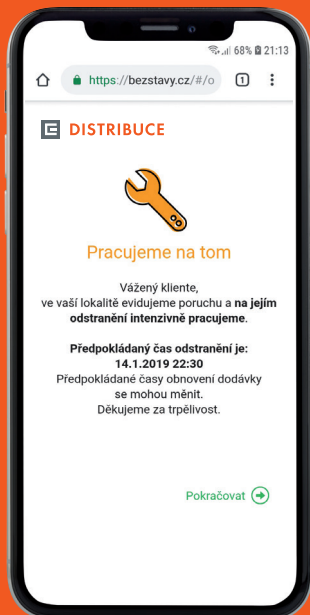 68% 21:13
https://bezstavy.cz/#/o 1
DISTRIBUCE
Pracujeme na tom
Vážený kliente,
ve vaší lokalitě evidujeme poruchu a na jejím
odstranění intenzivně pracujeme.
Předpokládaný čas odstranění je:
14.1.2019 22:30
Předpokládané časy obnovení dodávky
se mohou měnit.
Děkujeme za trpělivost.
Pokračovat